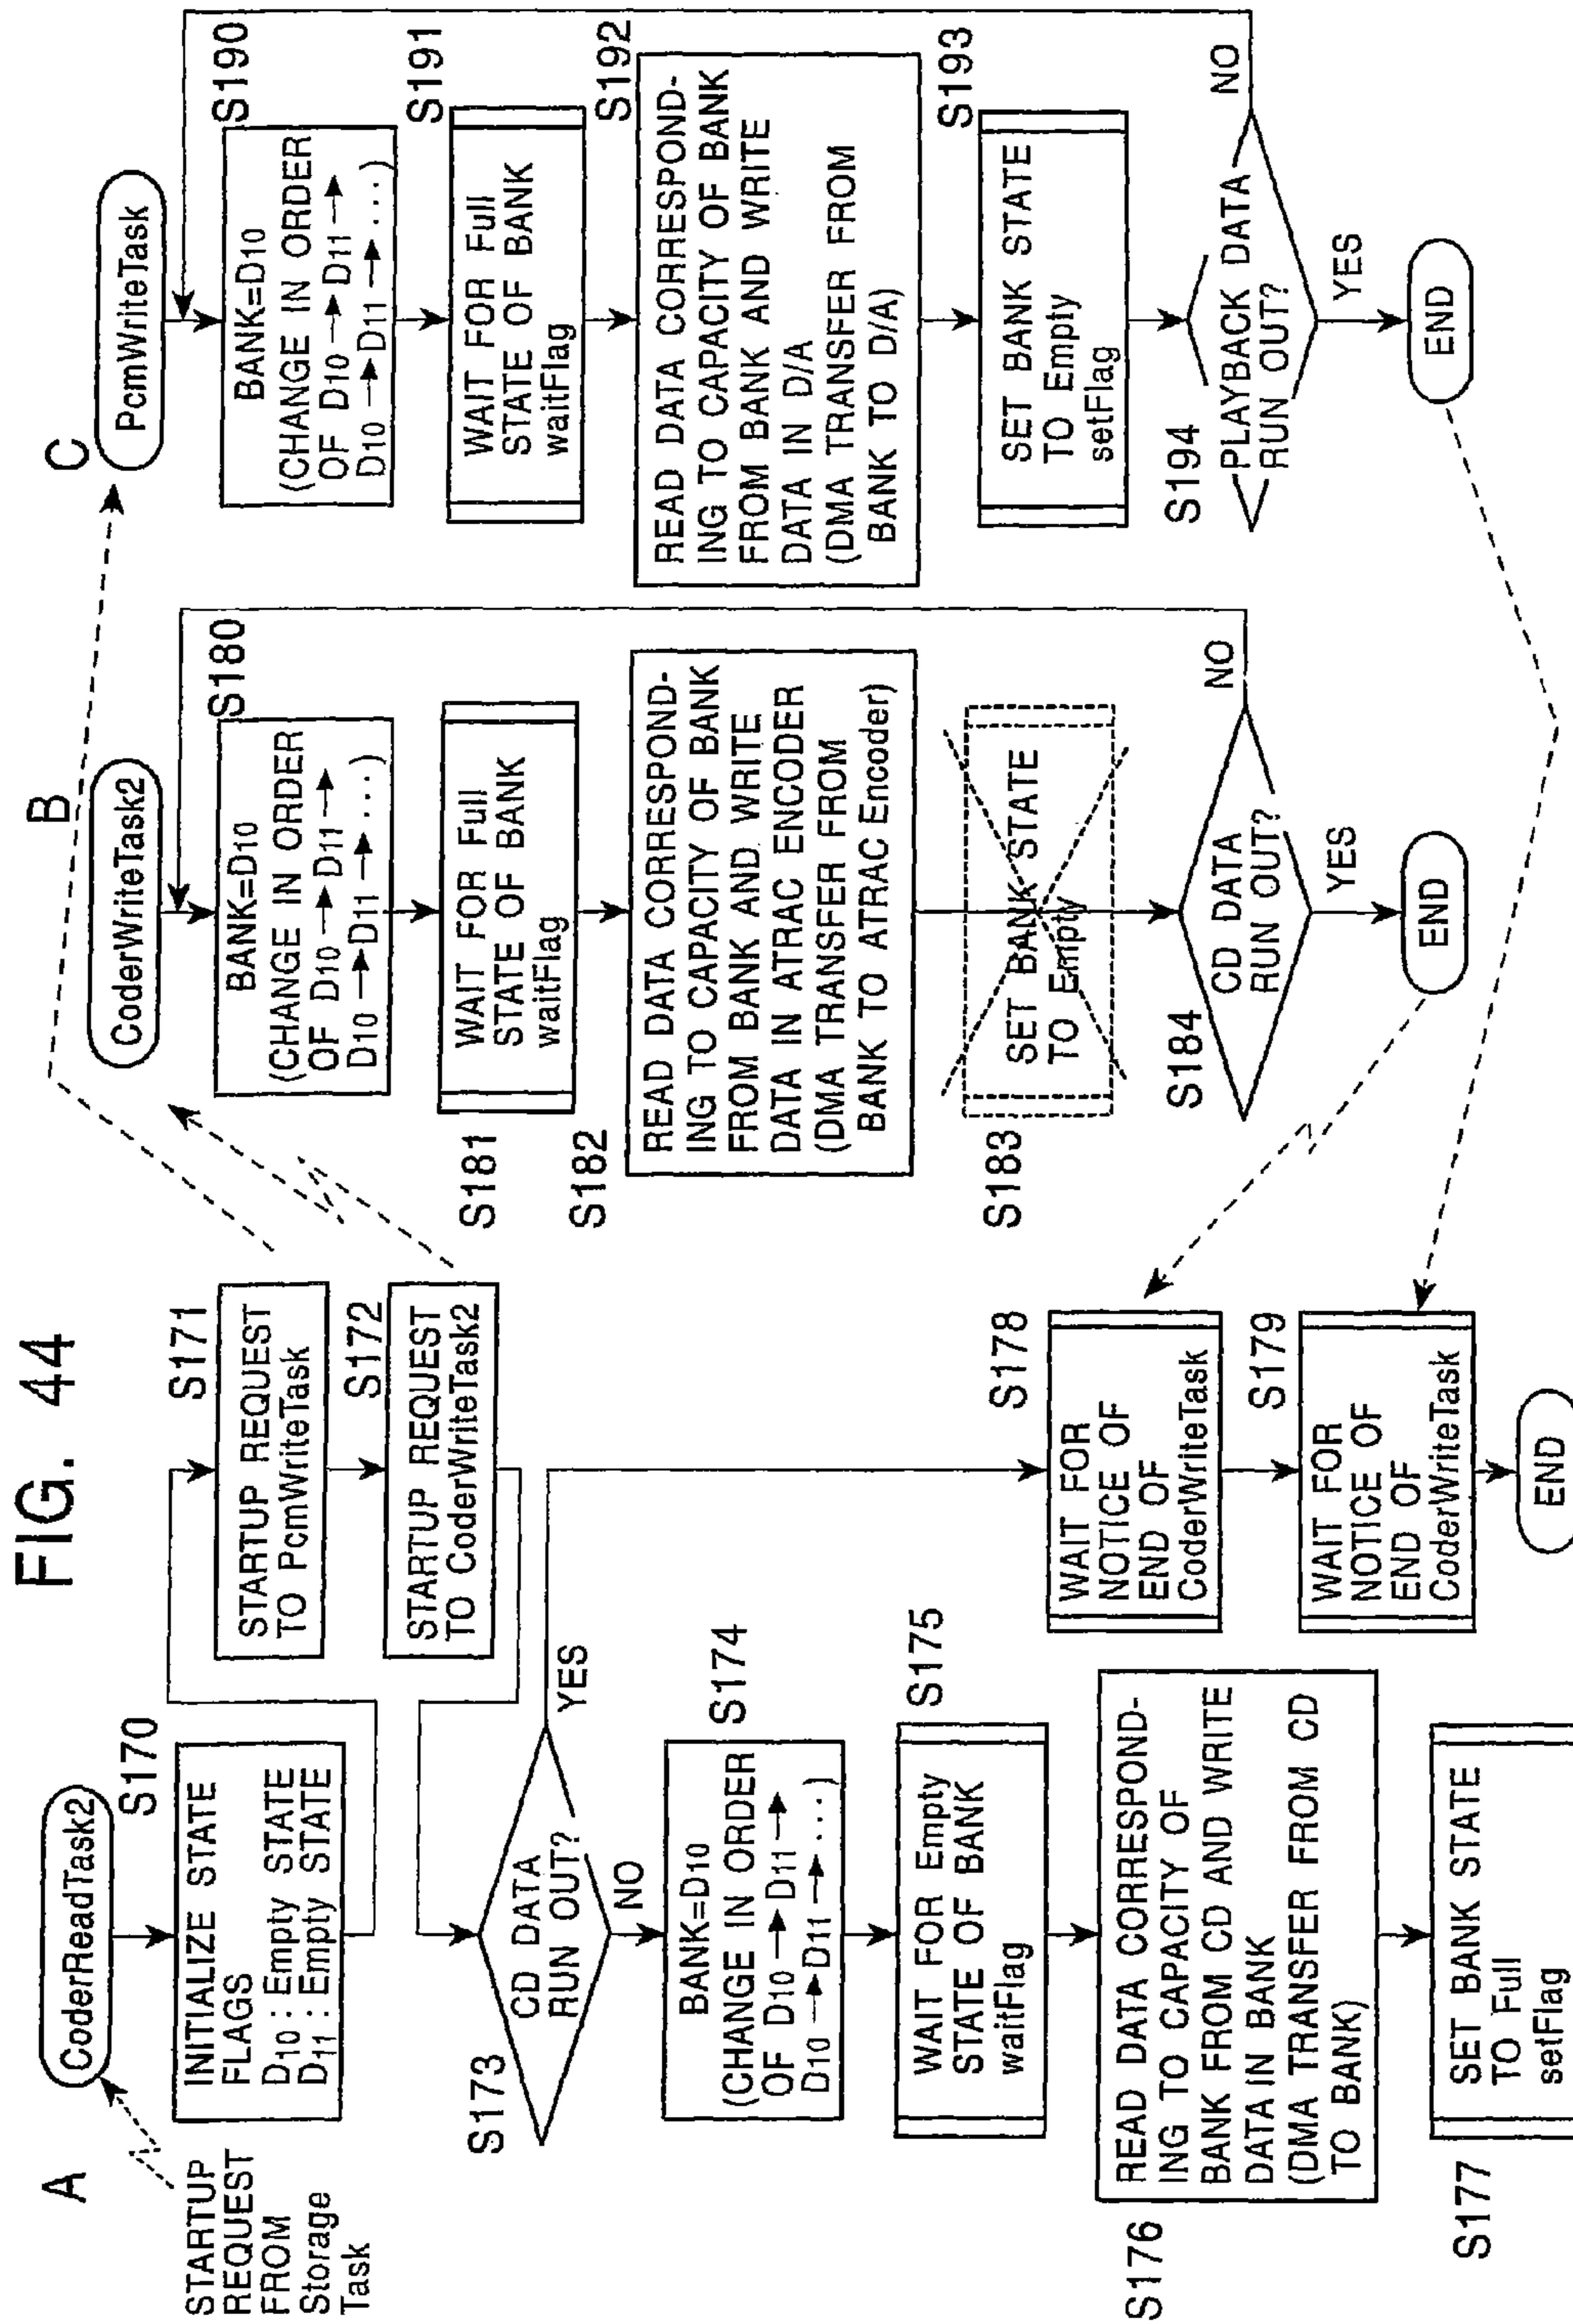 FIG. 44
A
STARTUP
REQUEST
FROM
Storage
Task
CoderReadTask2
S170
INITIALIZE STATE
FLAGS
D10 : Empty STATE
D11 : Empty STATE
S171
STARTUP REQUEST
TO PcmWriteTask
S172
STARTUP REQUEST
TO CoderWriteTask2
S173
CD DATA
RUN OUT?
YES
NO
S174
BANK=D10
(CHANGE IN ORDER
OF D10 → D11 →
D10 → D11 → ...)
S175
WAIT FOR Empty
STATE OF BANK
waitFlag
S176
READ DATA CORRESPOND-
ING TO CAPACITY OF
BANK FROM CD AND WRITE
DATA IN BANK
(DMA TRANSFER FROM CD
TO BANK)
S177
SET BANK STATE
TO Full
setFlag
S178
WAIT FOR
NOTICE OF
END OF
CoderWriteTask
S179
WAIT FOR
NOTICE OF
END OF
CoderWriteTask
END
B
CoderWriteTask2
S180
BANK=D10
(CHANGE IN ORDER
OF D10 → D11 →
D10 → D11 → ...)
S181
WAIT FOR Full
STATE OF BANK
waitFlag
S182
READ DATA CORRESPOND-
ING TO CAPACITY OF BANK
FROM BANK AND WRITE
DATA IN ATRAC ENCODER
(DMA TRANSFER FROM
BANK TO ATRAC Encoder)
S183
SET BANK STATE
TO Empty
S184
CD DATA
RUN OUT?
NO
YES
END
C
PcmWriteTask
S190
BANK=D10
(CHANGE IN ORDER
OF D10 → D11 →
D10 → D11 → ...)
S191
WAIT FOR Full
STATE OF BANK
waitFlag
S192
READ DATA CORRESPOND-
ING TO CAPACITY OF BANK
FROM BANK AND WRITE
DATA IN D/A
(DMA TRANSFER FROM
BANK TO D/A)
S193
SET BANK STATE
TO Empty
setFlag
S194
PLAYBACK DATA
RUN OUT?
NO
YES
END